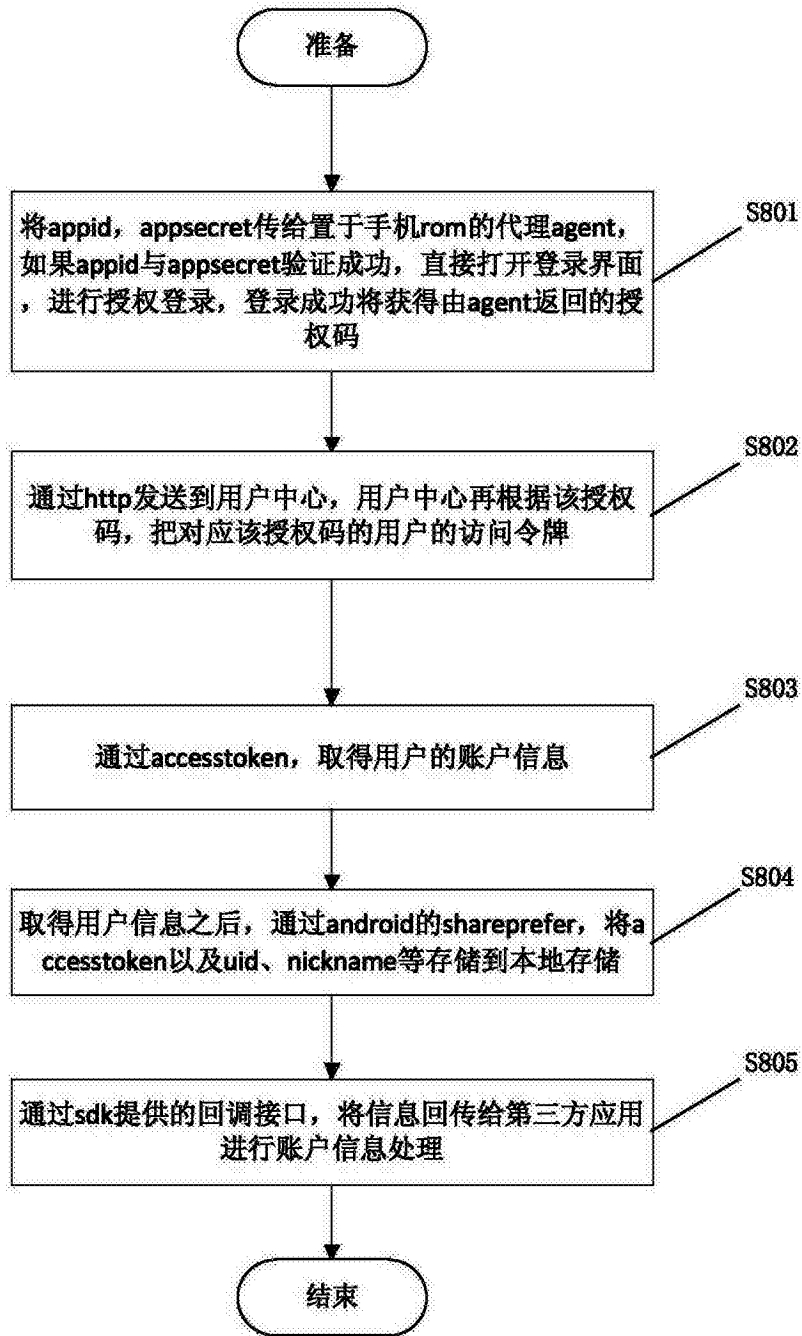 准备
将appid，appsecret传给置于手机rom的代理agent，
如果appid与appsecret验证成功，直接打开登录界面
，进行授权登录，登录成功将获得由agent返回的授
权码
S801
通过http发送到用户中心，用户中心再根据该授权
码，把对应该授权码的用户的访问令牌
S802
通过accesstoken，取得用户的账户信息
S803
取得用户信息之后，通过android的shareprefer，将a
ccesstoken以及uid、nickname等存储到本地存储
S804
通过sdk提供的回调接口，将信息回传给第三方应用
进行账户信息处理
S805
结束